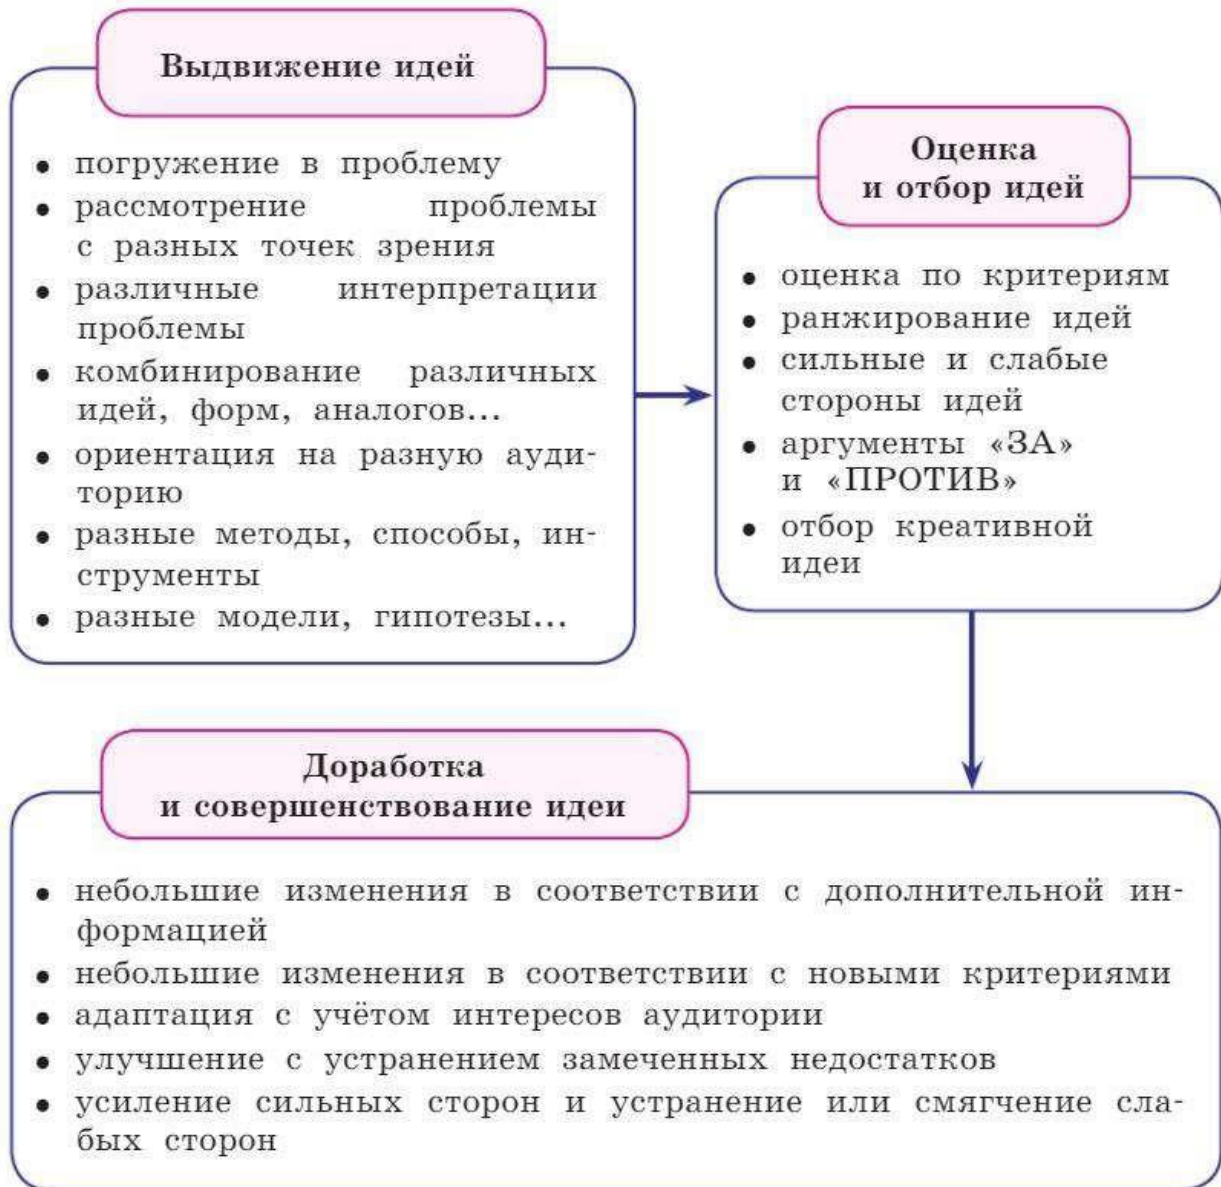 Выдвижение идей
• погружение в проблему
• рассмотрение проблемы
с разных точек зрения
• различные интерпретации
проблемы
• комбинирование различных
идей, форм, аналогов...
• ориентация на разную ауди-
торию
• разные методы, способы, ин-
струменты
• разные модели, гипотезы...
Оценка
и отбор идей
• оценка по критериям
• ранжирование идей
• сильные и слабые
стороны идей
• аргументы «ЗА»
и «ПРОТИВ»
• отбор креативной
идеи
Доработка
и совершенствование идеи
• небольшие изменения в соответствии с дополнительной ин-
формацией
• небольшие изменения в соответствии с новыми критериями
• адаптация с учётом интересов аудитории
• улучшение с устранением замеченных недостатков
• усиление сильных сторон и устранение или смягчение сла-
бых сторон